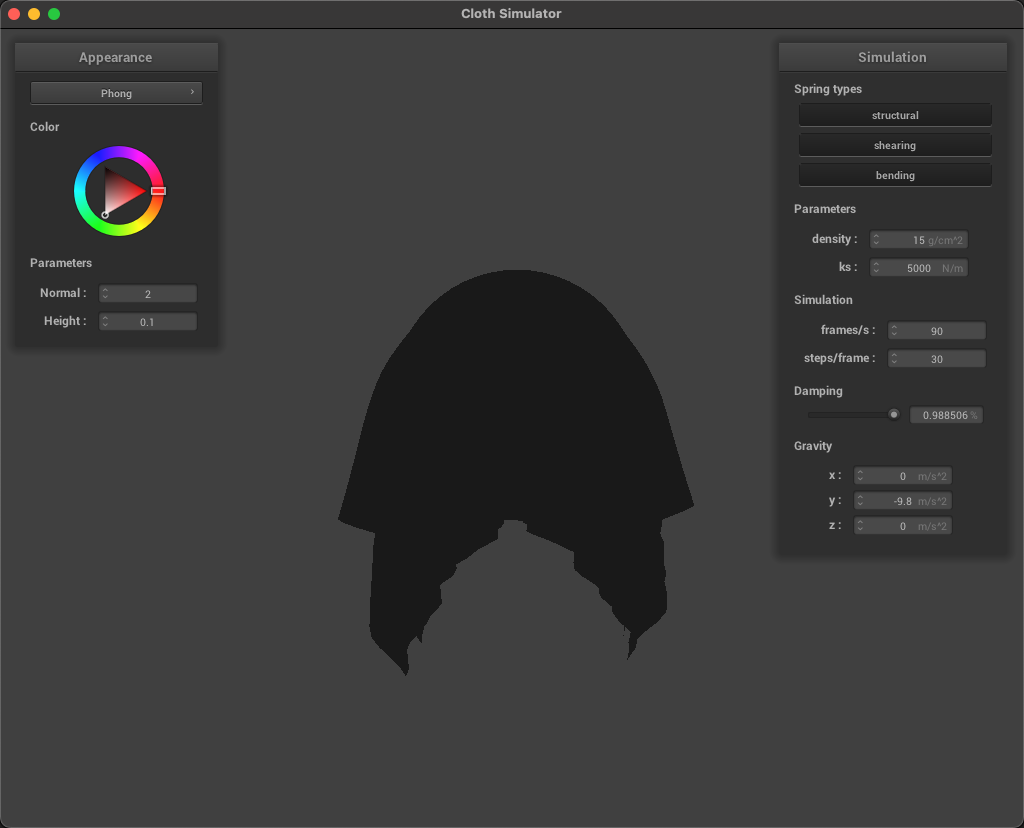 Cloth Simulator
Appearance
Phong
Color
Parameters
Normal : 2
Height : 0.1
Simulation
Spring types
structural
shearing
bending
Parameters
density : 15 g/cm^2
ks : 5000 N/m
Simulation
frames/s : 90
steps/frame : 30
Damping
0.988506 %
Gravity
x : 0 m/s^2
y : -9.8 m/s^2
z : 0 m/s^2